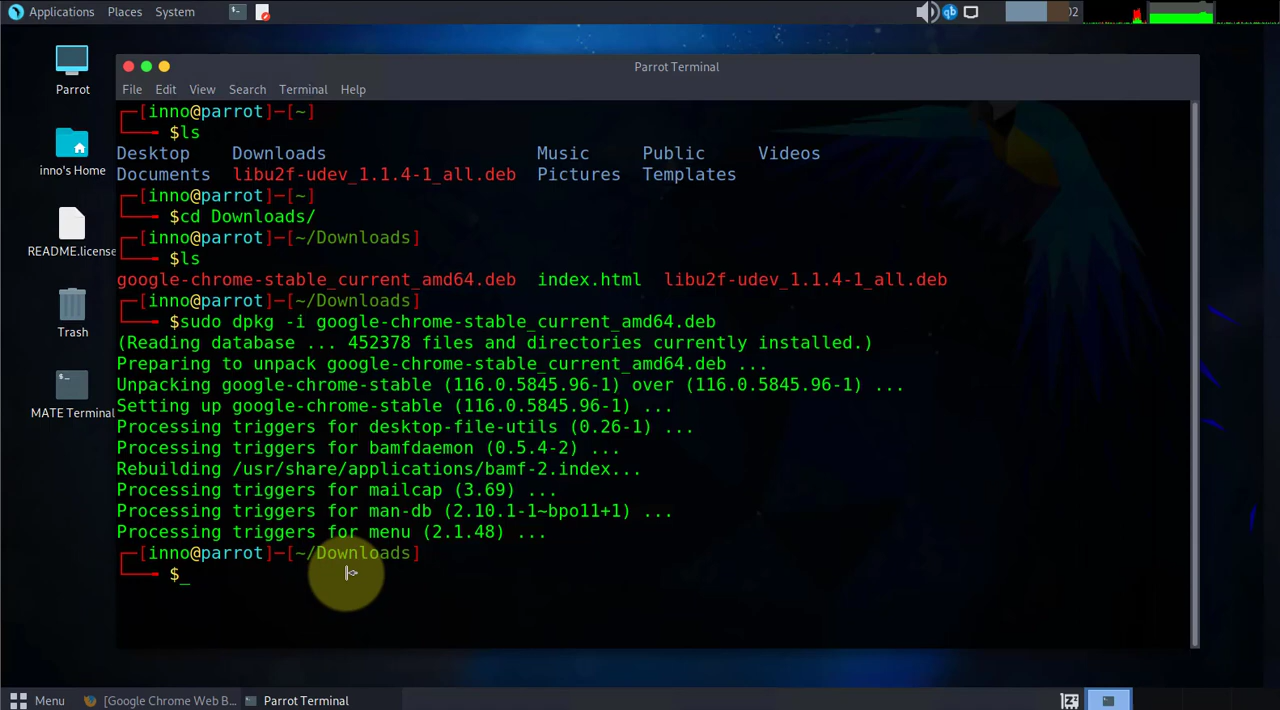 Applications Places System
02
Parrot Terminal
File Edit View Search Terminal Help
Parrot
inno's Home
README.license
Trash
MATE Terminal
┌─[inno@parrot]─[~]
└──╼ $ls
Desktop Downloads Music Public Videos
Documents libu2f-udev_1.1.4-1_all.deb Pictures Templates
┌─[inno@parrot]─[~]
└──╼ $cd Downloads/
┌─[inno@parrot]─[~/Downloads]
└──╼ $ls
google-chrome-stable_current_amd64.deb index.html libu2f-udev_1.1.4-1_all.deb
┌─[inno@parrot]─[~/Downloads]
└──╼ $sudo dpkg -i google-chrome-stable_current_amd64.deb
(Reading database ... 452378 files and directories currently installed.)
Preparing to unpack google-chrome-stable_current_amd64.deb ...
Unpacking google-chrome-stable (116.0.5845.96-1) over (116.0.5845.96-1) ...
Setting up google-chrome-stable (116.0.5845.96-1) ...
Processing triggers for desktop-file-utils (0.26-1) ...
Processing triggers for bamfdaemon (0.5.4-2) ...
Rebuilding /usr/share/applications/bamf-2.index...
Processing triggers for mailcap (3.69) ...
Processing triggers for man-db (2.10.1-1~bpo11+1) ...
Processing triggers for menu (2.1.48) ...
┌─[inno@parrot]─[~/Downloads]
└──╼ $_
Menu [Google Chrome Web B... Parrot Terminal